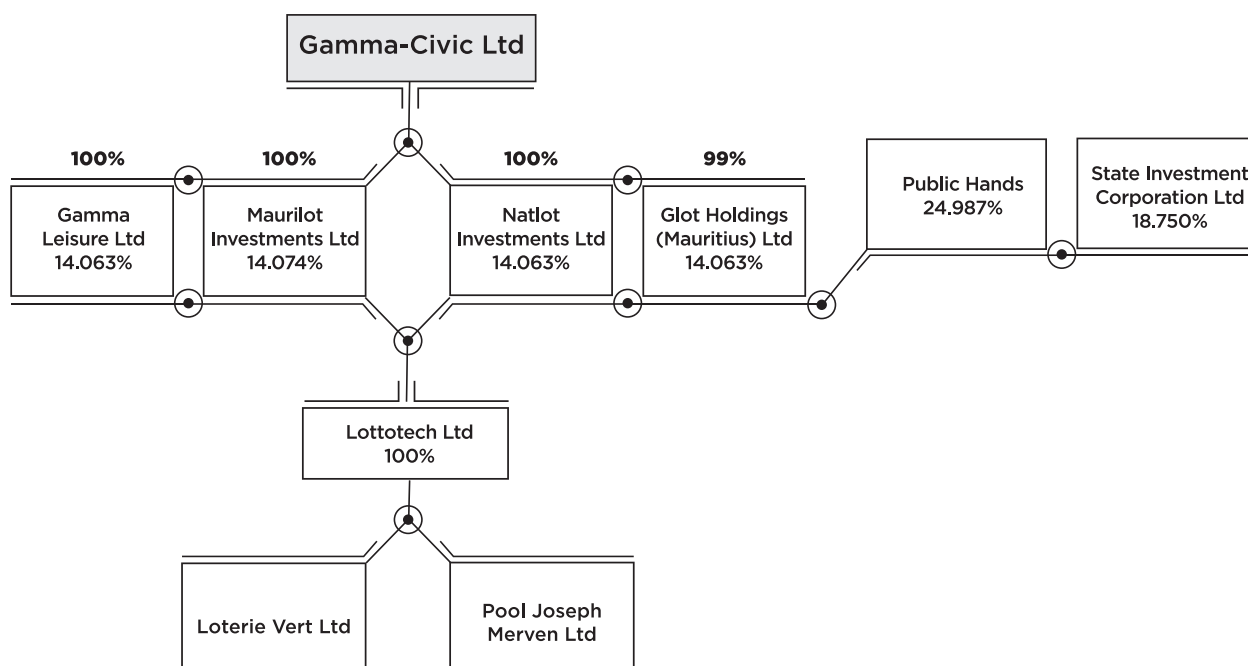 Gamma-Civic Ltd
100%
100%
100%
99%
Gamma
Leisure Ltd
14.063%
Maurilot
Investments Ltd
14.074%
Natlot
Investments Ltd
14.063%
Glot Holdings
(Mauritius) Ltd
14.063%
Public Hands
24.987%
State Investment
Corporation Ltd
18.750%
Lottotech Ltd
100%
Loterie Vert Ltd
Pool Joseph
Merven Ltd